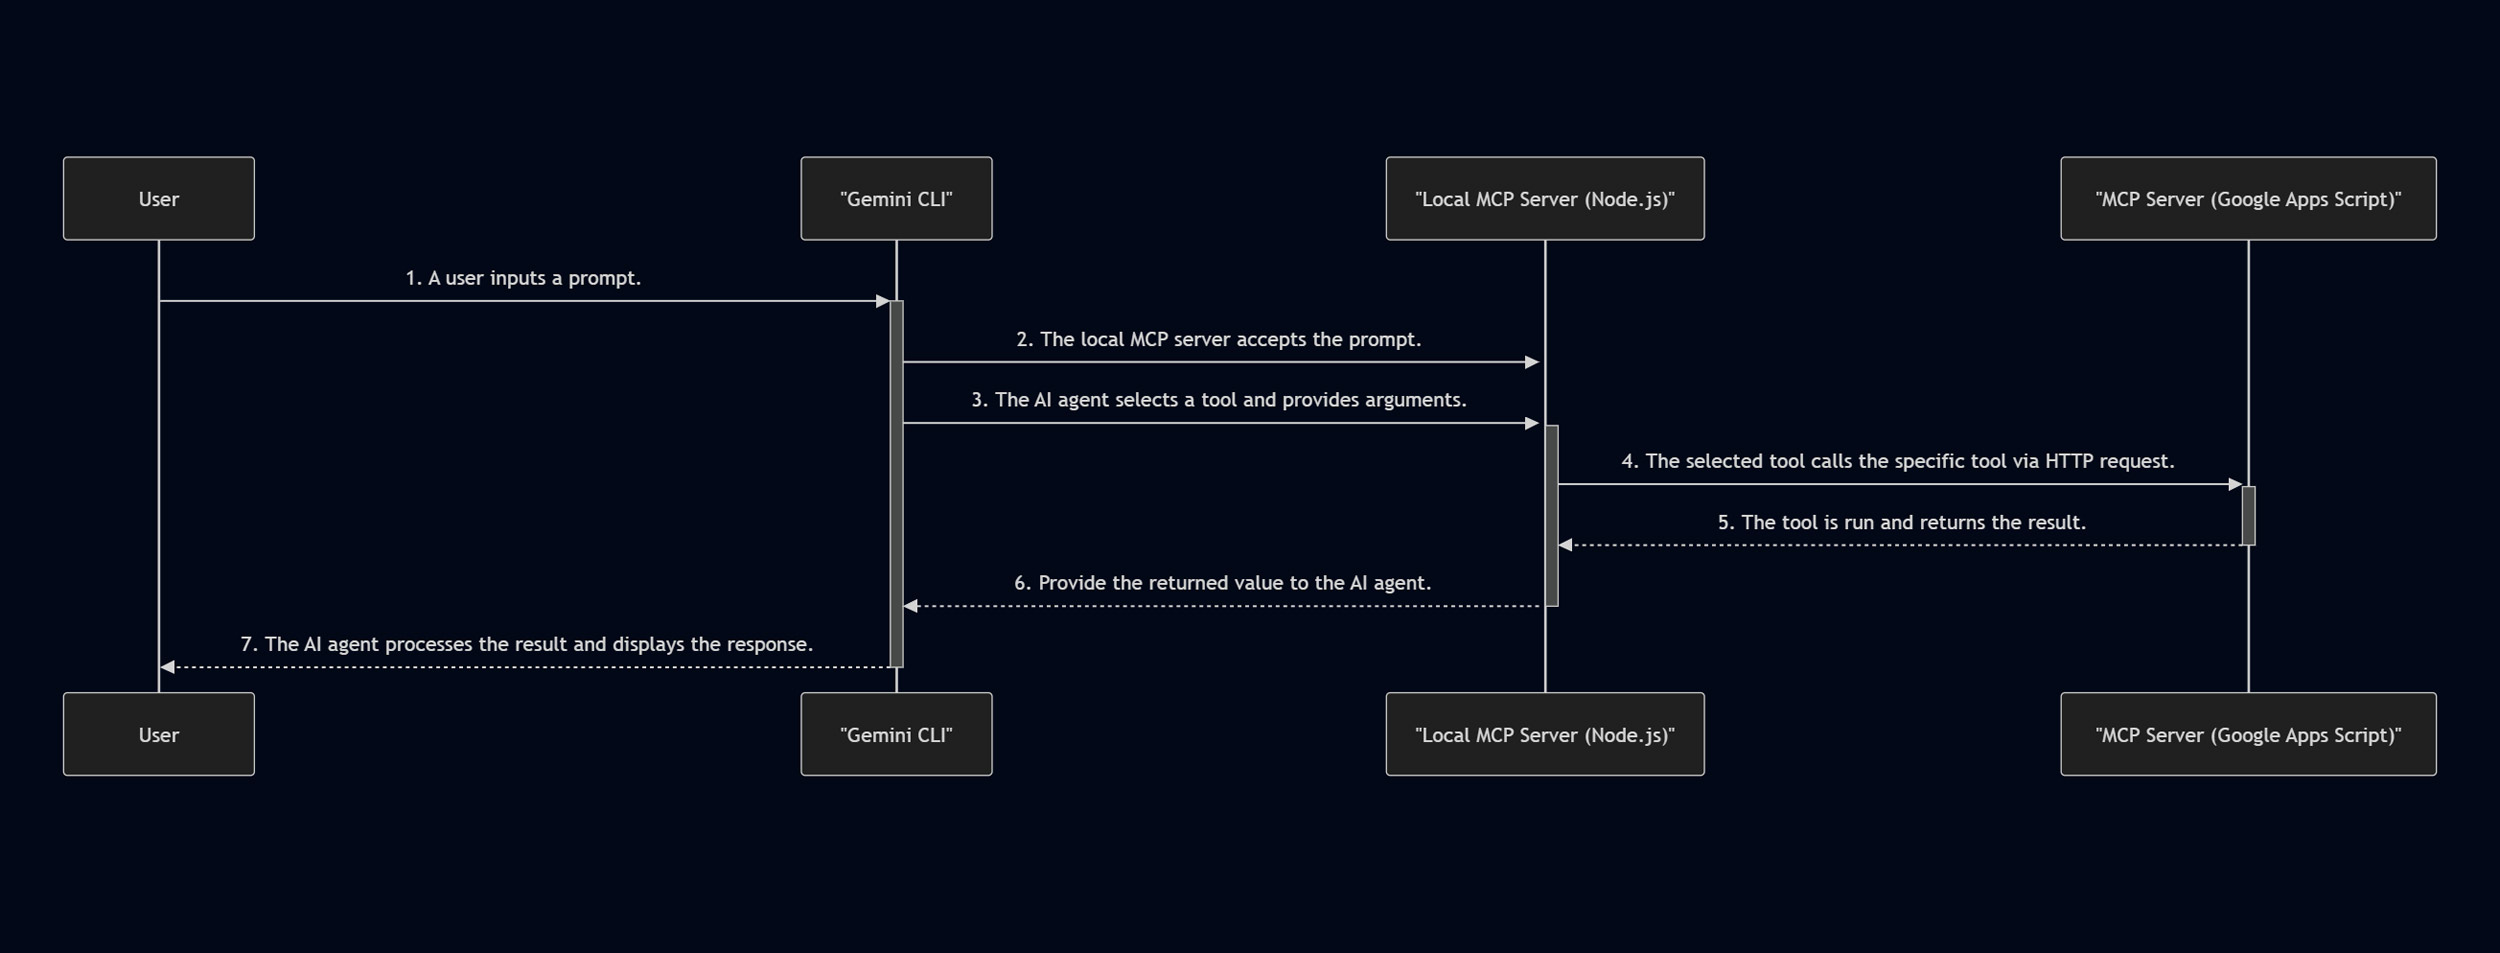 User
"Gemini CLI"
"Local MCP Server (Node.js)"
"MCP Server (Google Apps Script)"
1. A user inputs a prompt.
2. The local MCP server accepts the prompt.
3. The AI agent selects a tool and provides arguments.
4. The selected tool calls the specific tool via HTTP request.
5. The tool is run and returns the result.
6. Provide the returned value to the AI agent.
7. The AI agent processes the result and displays the response.
User
"Gemini CLI"
"Local MCP Server (Node.js)"
"MCP Server (Google Apps Script)"